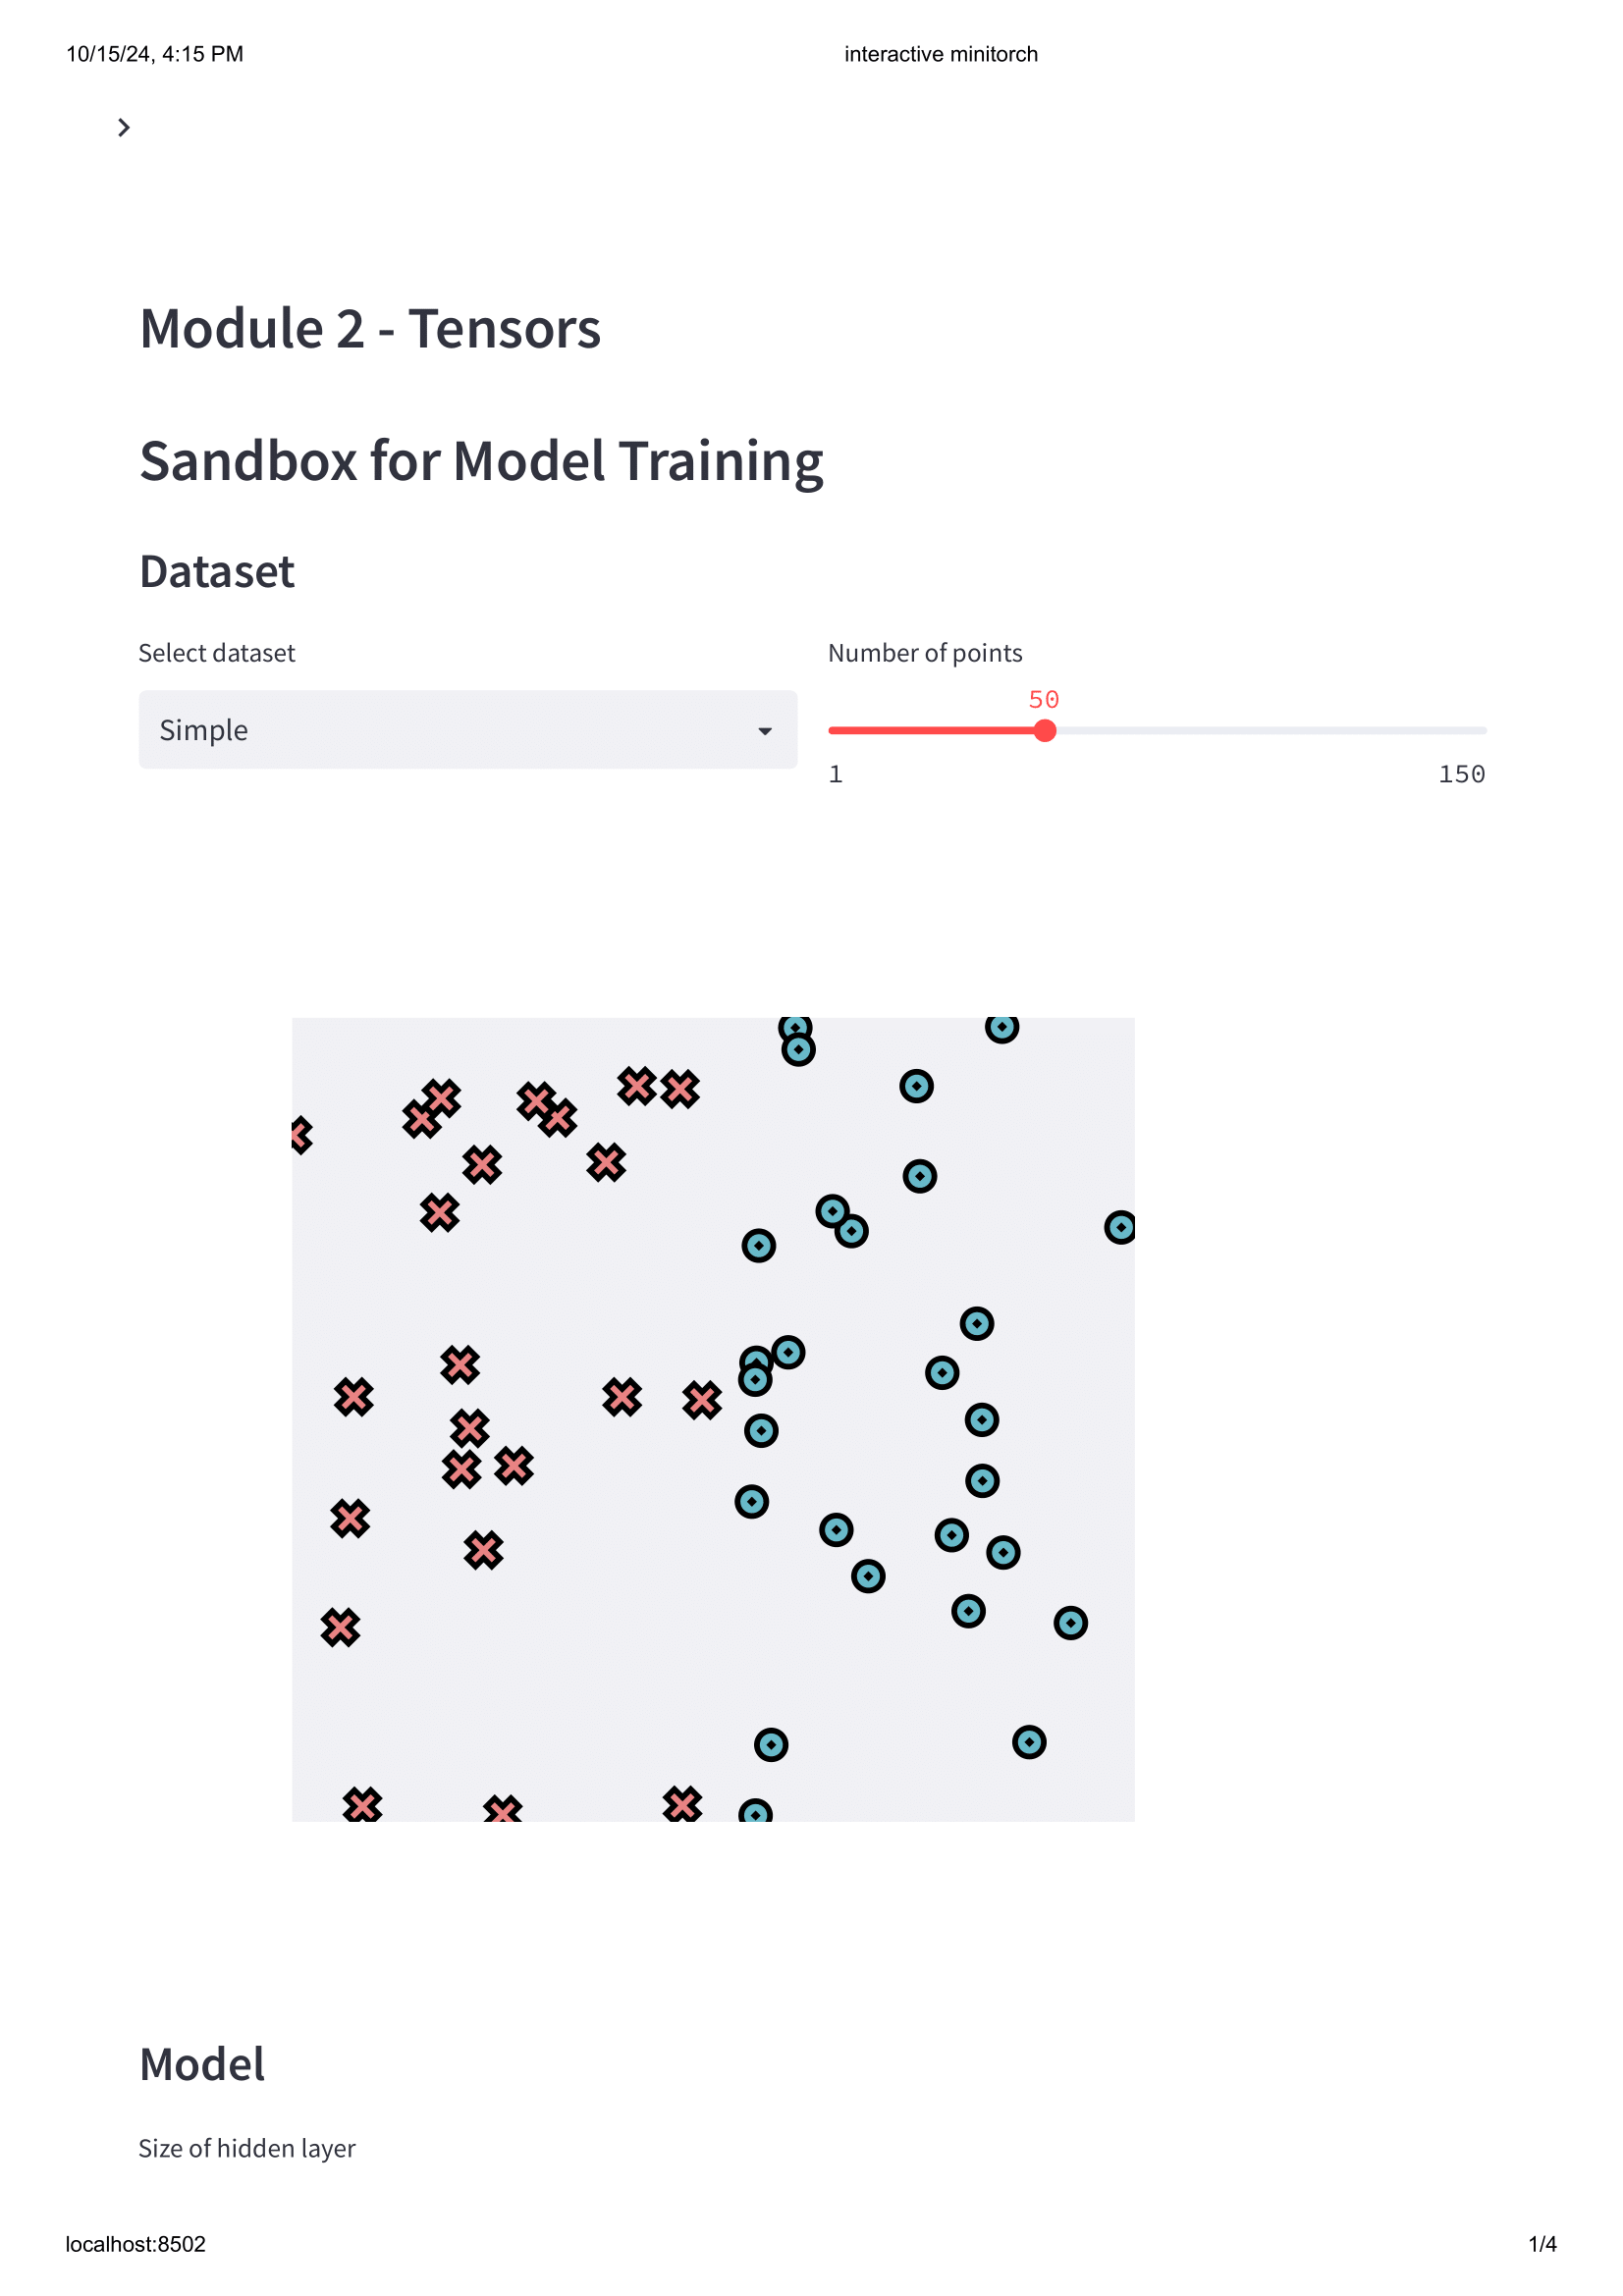 10/15/24, 4:15 PM interactive minitorch
Module 2 - Tensors
Sandbox for Model Training
Dataset
Select dataset
Simple
Number of points
50
1 150
Model
Size of hidden layer
localhost:8502 1/4